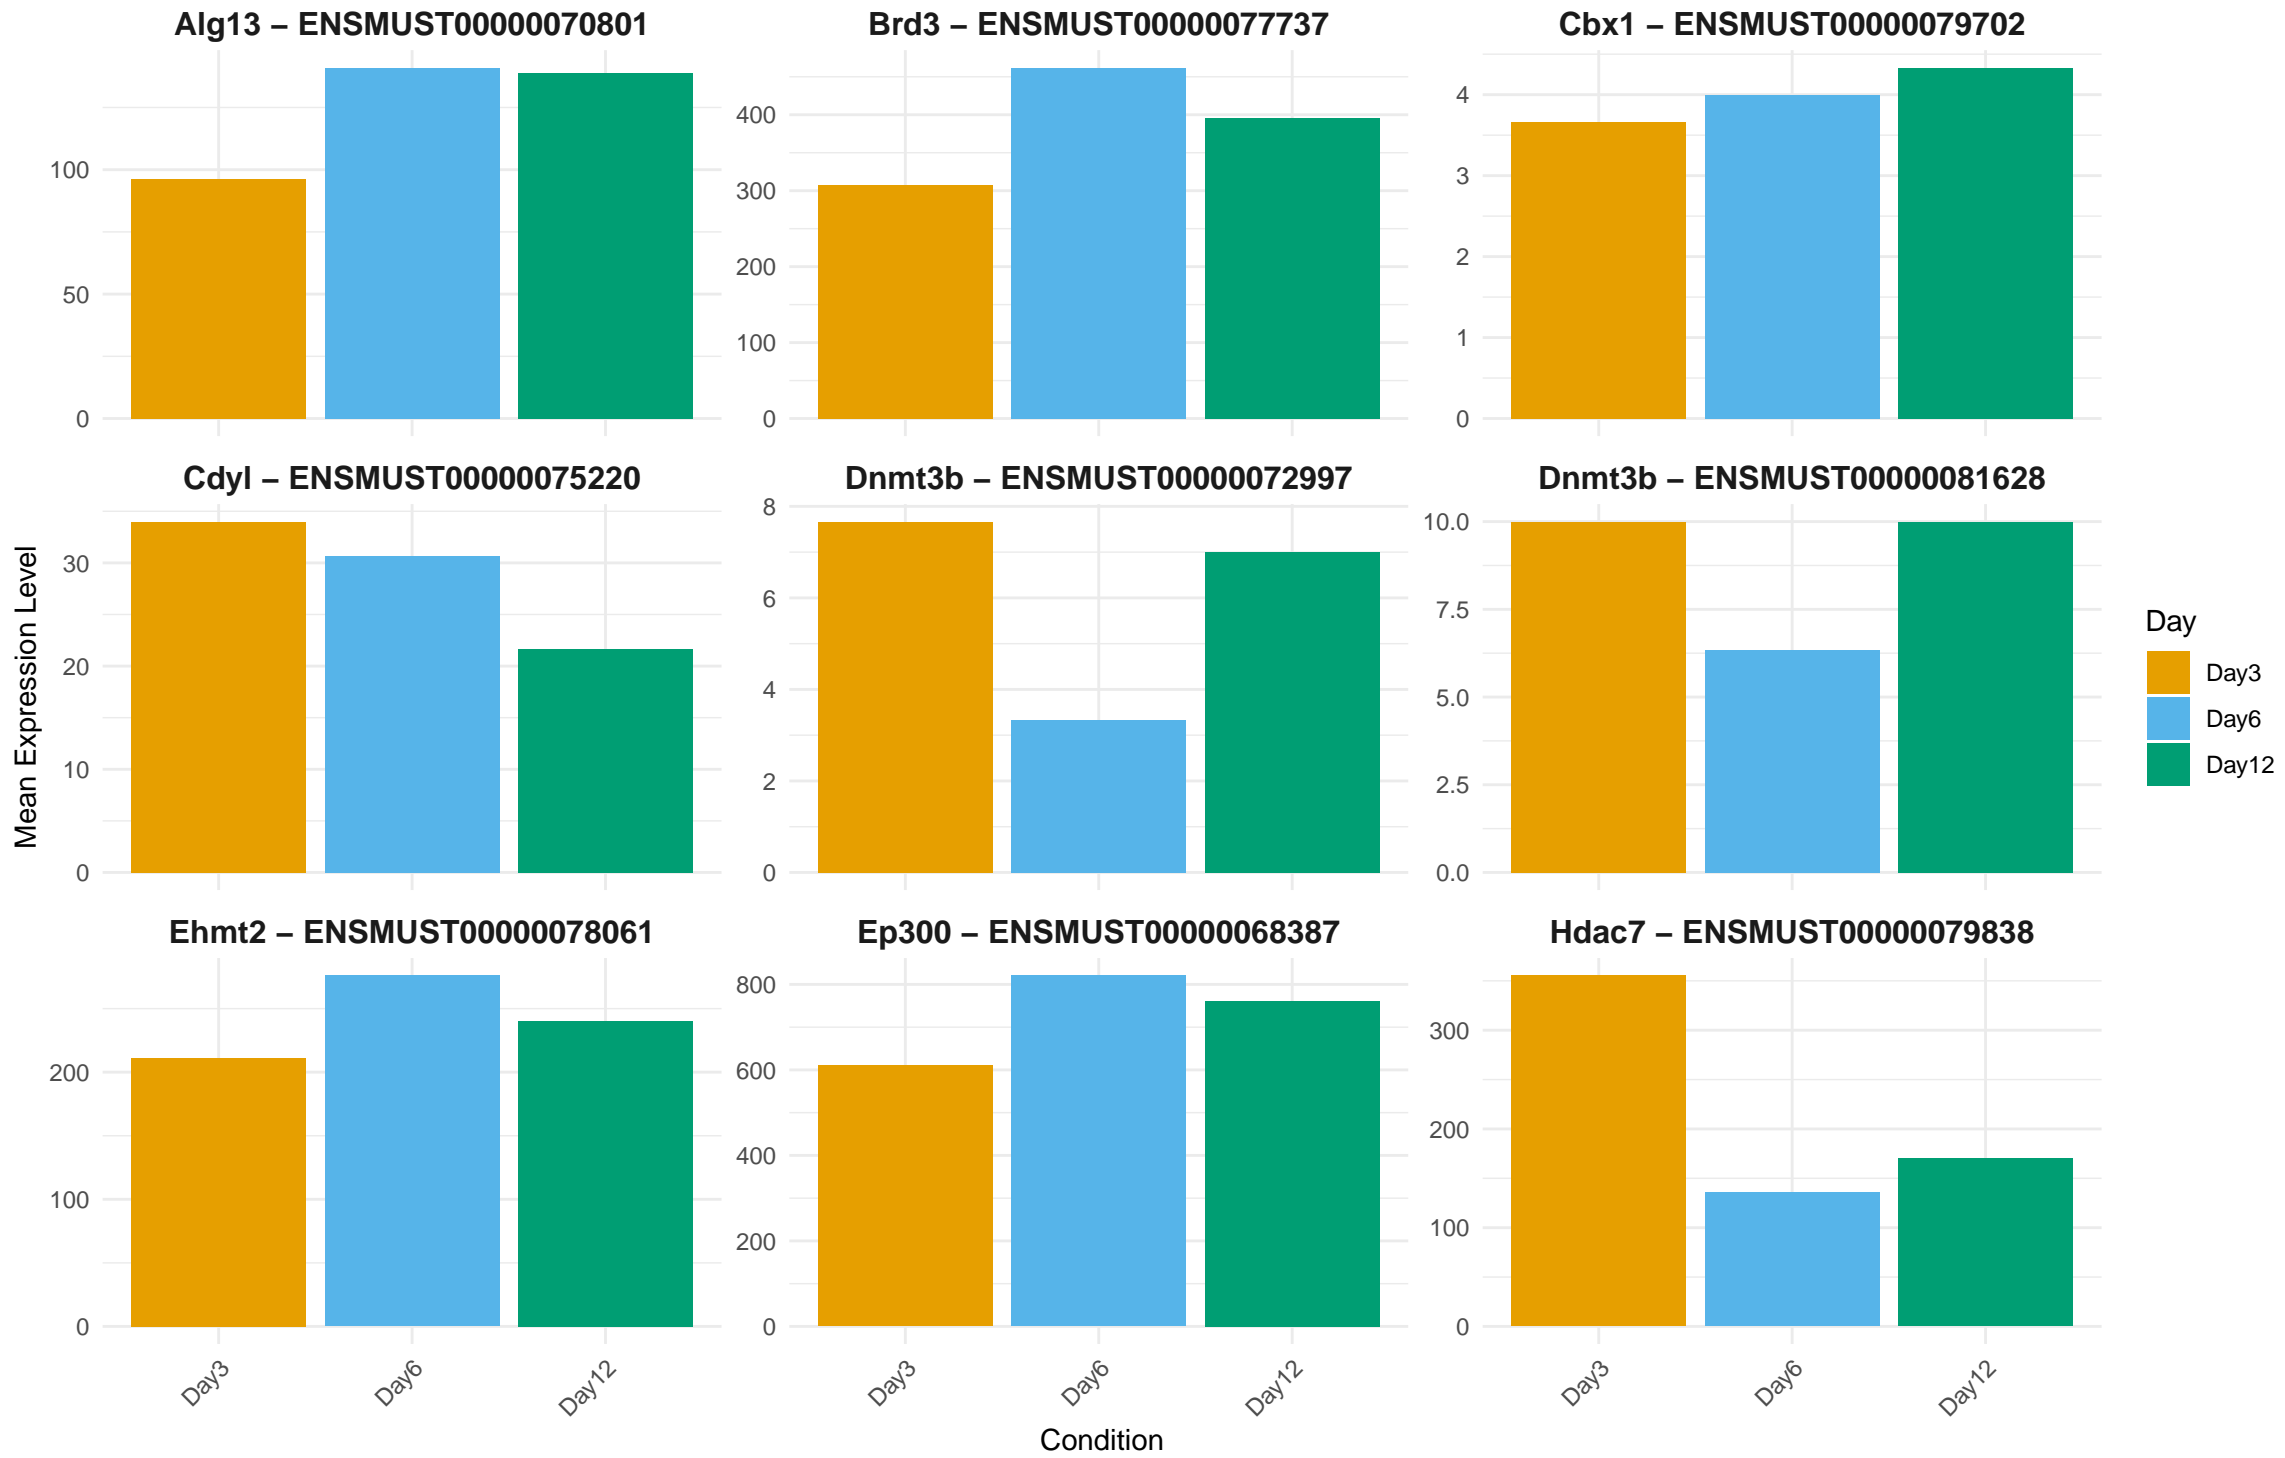 Alg13 – ENSMUST00000070801
Brd3 – ENSMUST00000077737
Cbx1 – ENSMUST00000079702
100
50
0
400
300
200
100
0
4
3
2
1
0
Cdyl – ENSMUST00000075220
Dnmt3b – ENSMUST00000072997
Dnmt3b – ENSMUST00000081628
30
20
10
0
8
6
4
2
0
10.0
7.5
5.0
2.5
0.0
Ehmt2 – ENSMUST00000078061
Ep300 – ENSMUST00000068387
Hdac7 – ENSMUST00000079838
200
100
0
800
600
400
200
0
300
200
100
0
Day3
Day6
Day12
Day3
Day6
Day12
Day3
Day6
Day12
Condition
Mean Expression Level
Day
Day3
Day6
Day12